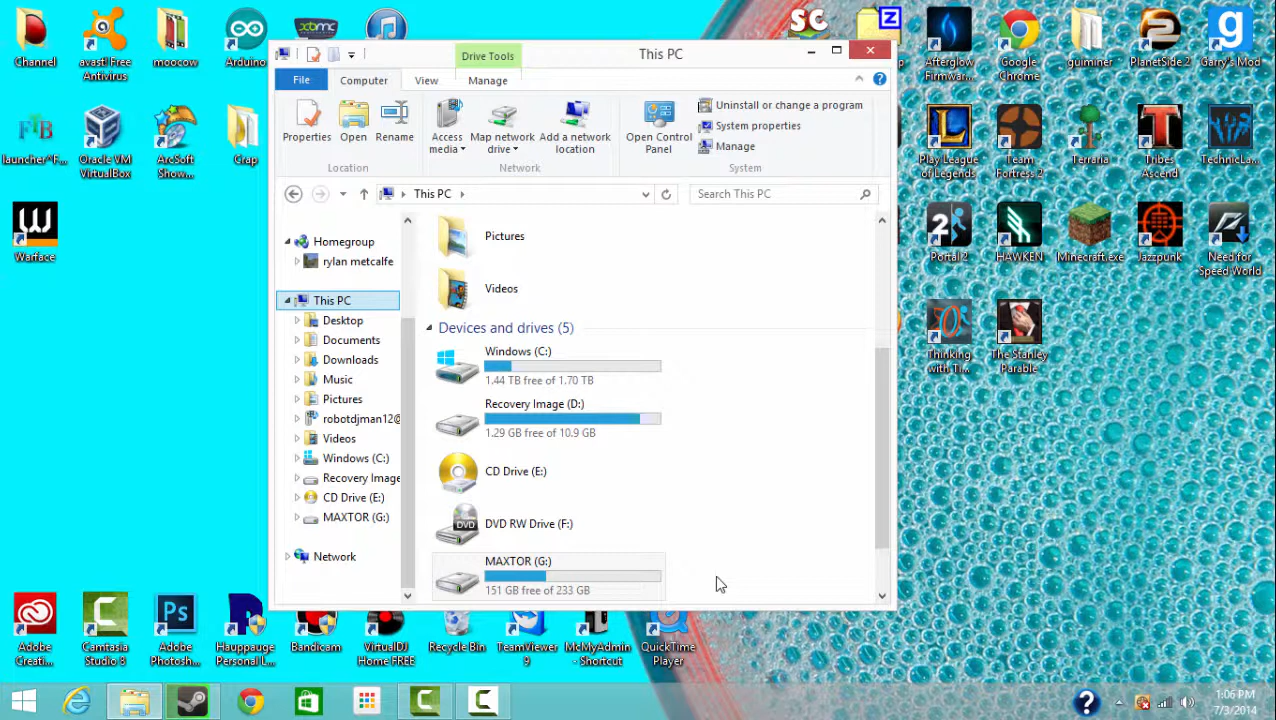 Channel
avast! Free
Antivirus
moocow
Arduino
xbmc
SC
Z
Afterglow
Firmwar...
Google
Chrome
guiminer
PlanetSide 2
Garry's Mod
Drive Tools
This PC
File
Computer
View
Manage
Properties
Open
Rename
Access
media
Map network
drive
Add a network
location
Open Control
Panel
Uninstall or change a program
System properties
Manage
Location
Network
System
This PC
Search This PC
launcher^F...
Oracle VM
VirtualBox
ArcSoft
Show...
Crap
Warface
Play League
of Legends
Team
Fortress 2
Terraria
Tribes
Ascend
TechnicLa...
Portal 2
HAWKEN
Minecraft.exe
Jazzpunk
Need for
Speed World
Thinking
with Ti...
The Stanley
Parable
Homegroup
rylan metcalfe
This PC
Desktop
Documents
Downloads
Music
Pictures
robotdjman12@
Videos
Windows (C:)
Recovery Image
CD Drive (E:)
MAXTOR (G:)
Network
Pictures
Videos
Devices and drives (5)
Windows (C:)
1.44 TB free of 1.70 TB
Recovery Image (D:)
1.29 GB free of 10.9 GB
CD Drive (E:)
DVD
DVD RW Drive (F:)
MAXTOR (G:)
151 GB free of 233 GB
Adobe
Creati...
Camtasia
Studio 8
Adobe
Photosh...
Hauppauge
Personal L...
Bandicam
VirtualDJ
Home FREE
Recycle Bin
TeamViewer
9
McMyAdmin
- Shortcut
QuickTime
Player
1:06 PM
7/3/2014